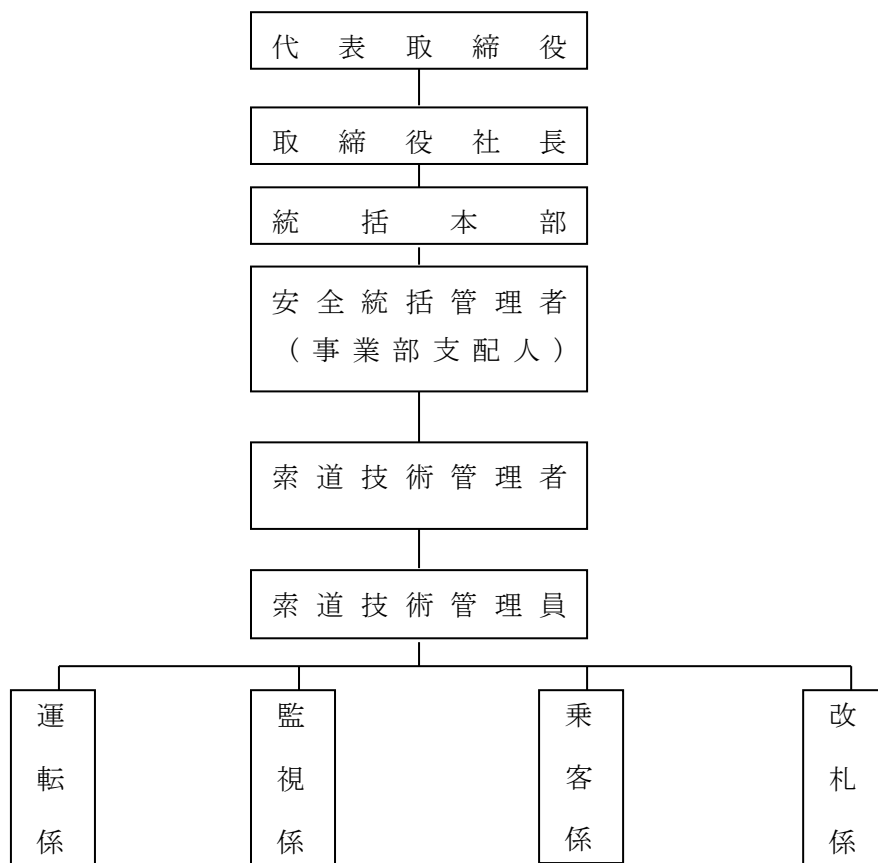 代表取締役
取締役社長
統括本部
安全統括管理者
（事業部支配人）
索道技術管理者
索道技術管理員
運転係
監視係
乗客係
改札係